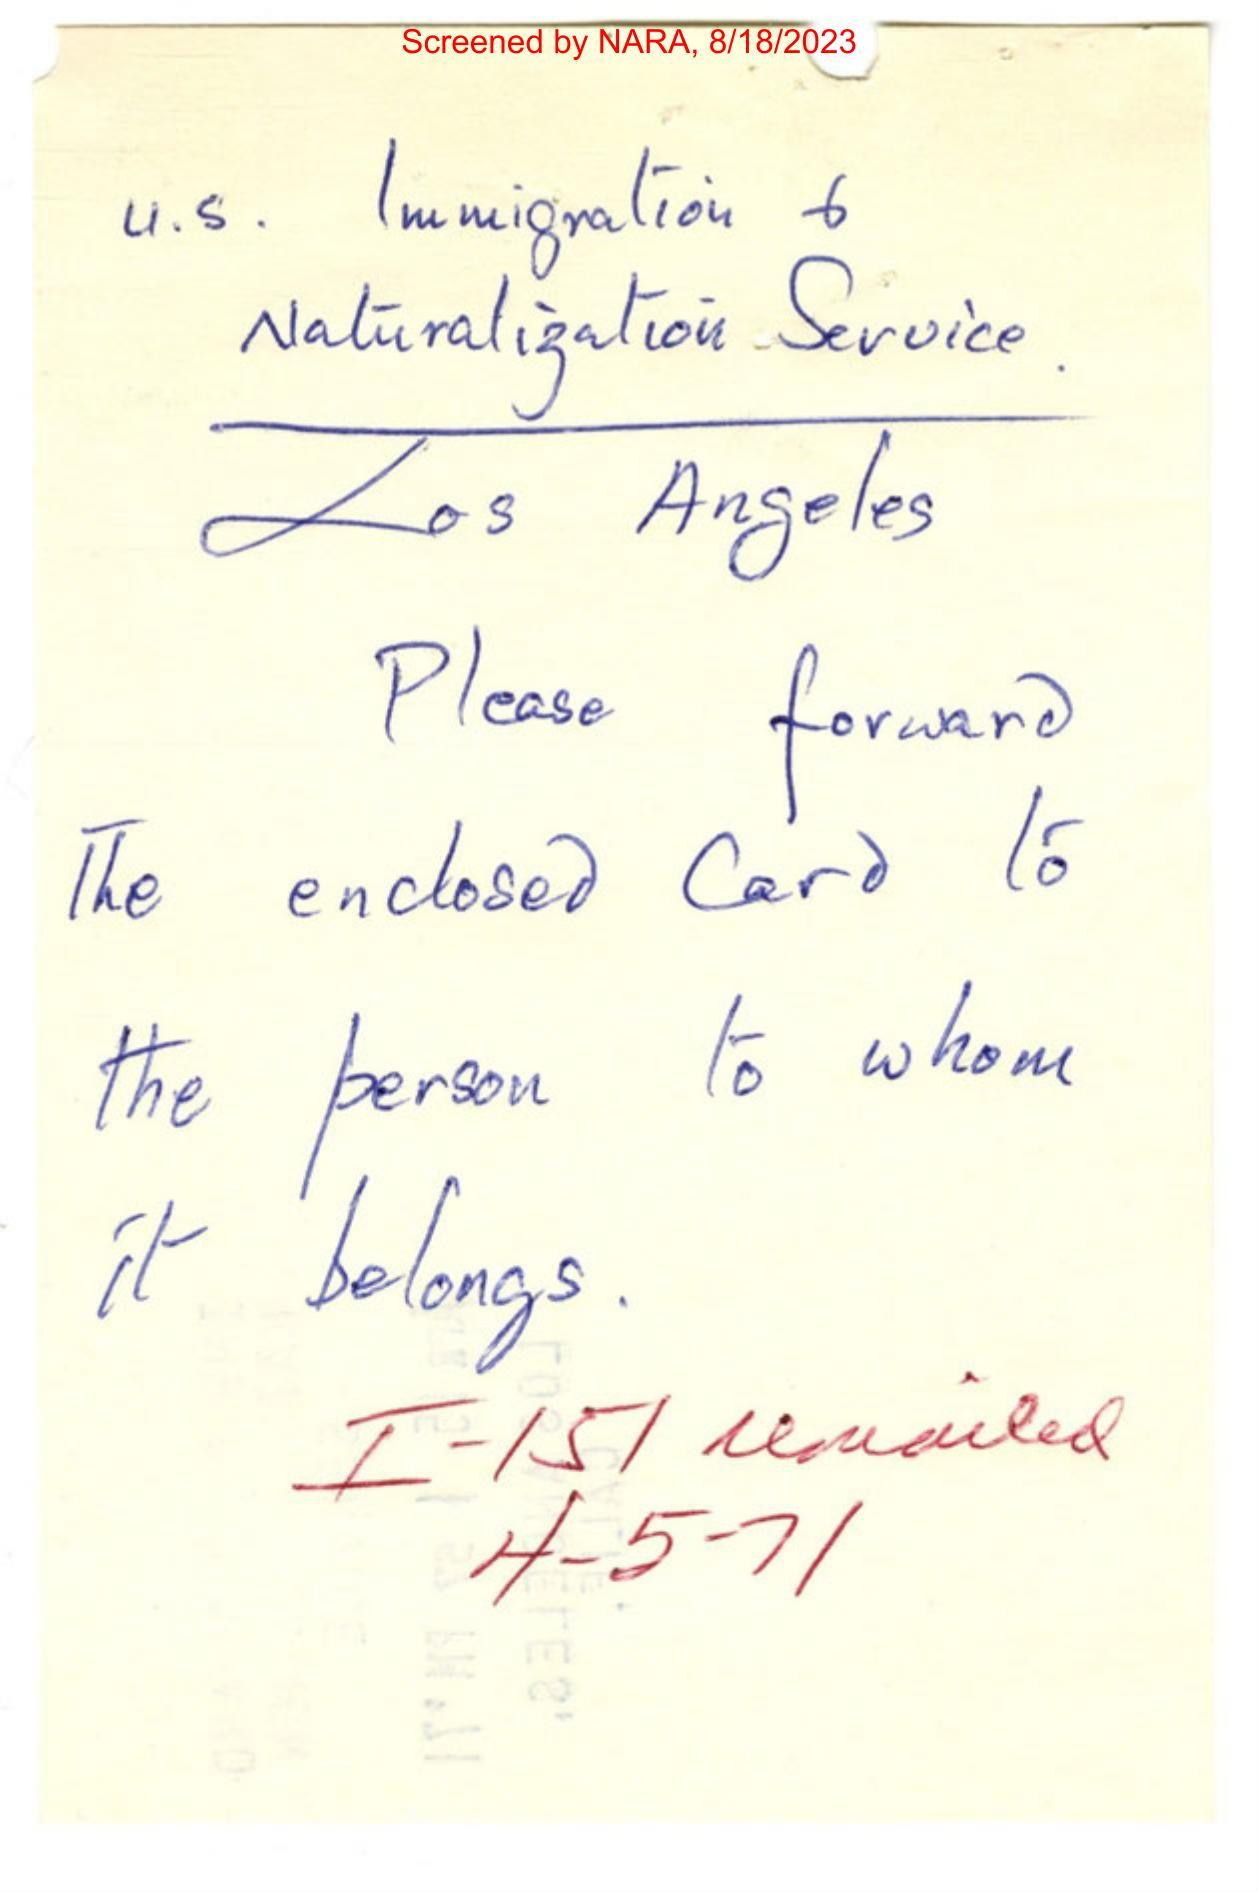 Screened by NARA, 8/18/2023
U.S. Immigration &
Naturalization Service.
Los Angeles
Please forward
The enclosed Card to
the person to whom
it belongs.
I-151 remailed
4-5-71